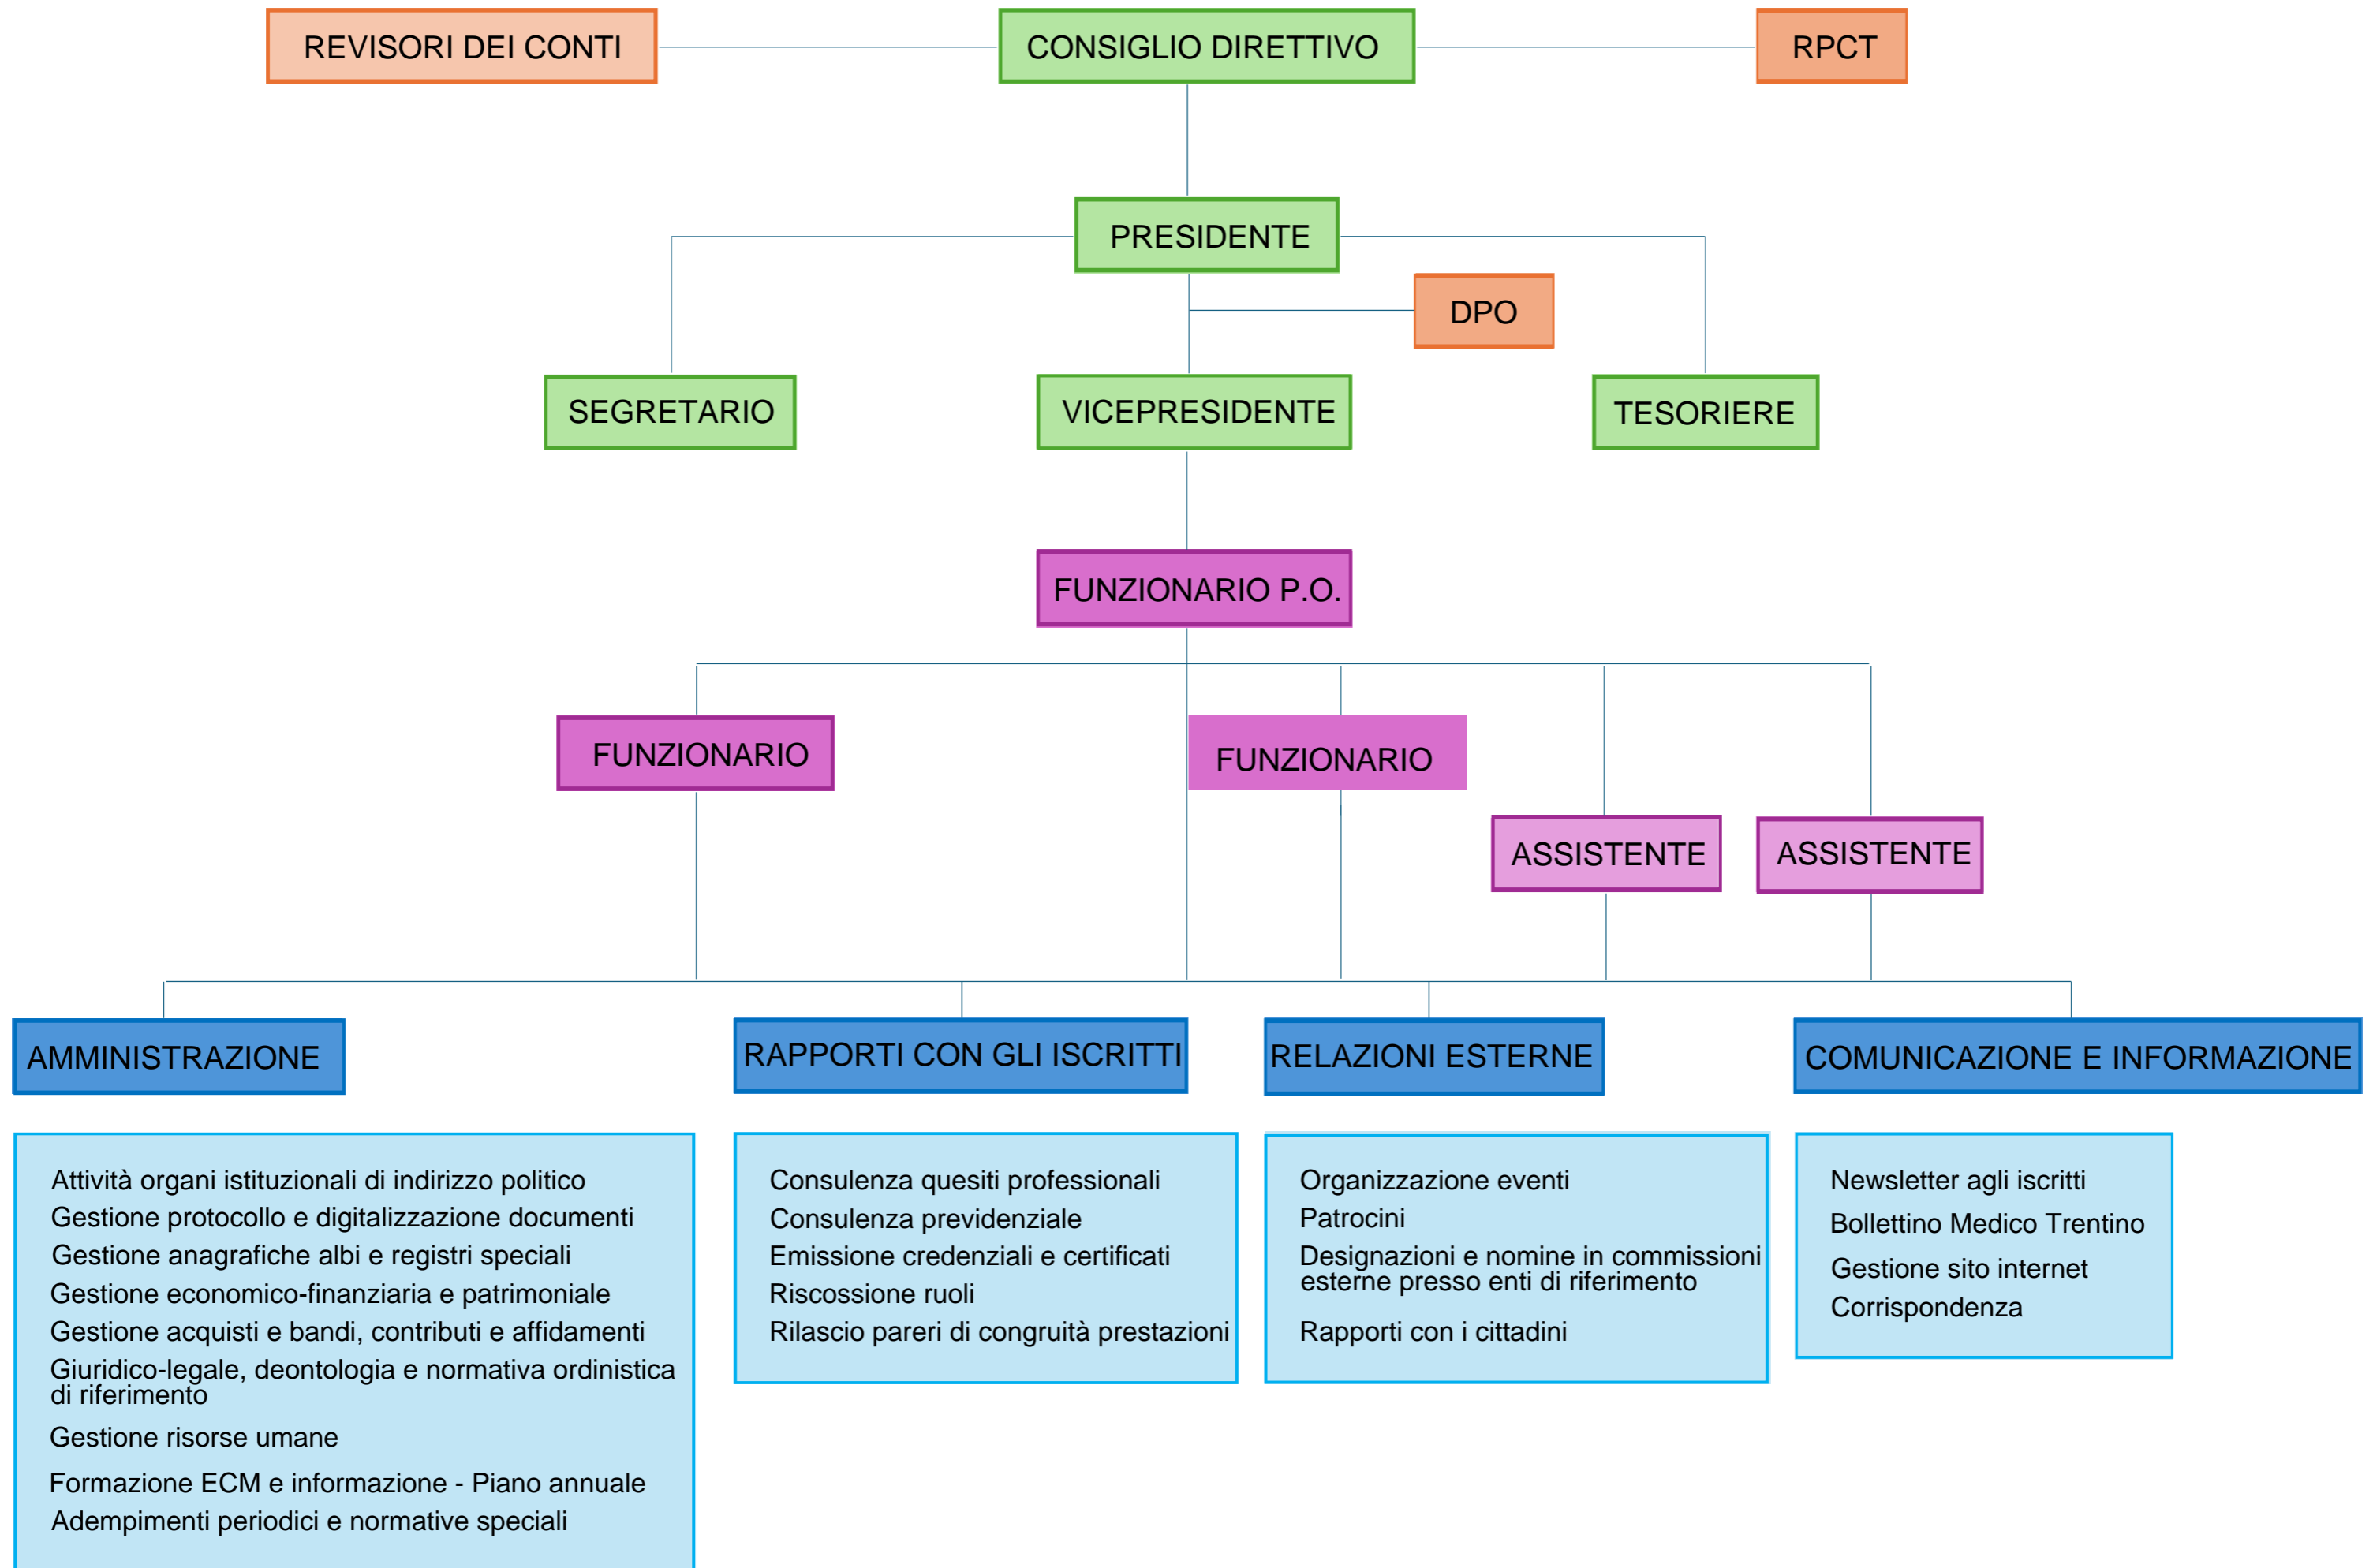 REVISORI DEI CONTI
CONSIGLIO DIRETTIVO
RPCT
PRESIDENTE
DPO
SEGRETARIO
VICEPRESIDENTE
TESORIERE
FUNZIONARIO P.O.
FUNZIONARIO
FUNZIONARIO
ASSISTENTE
ASSISTENTE
AMMINISTRAZIONE
RAPPORTI CON GLI ISCRITTI
RELAZIONI ESTERNE
COMUNICAZIONE E INFORMAZIONE
Attività organi istituzionali di indirizzo politico
Gestione protocollo e digitalizzazione documenti
Gestione anagrafiche albi e registri speciali
Gestione economico-finanziaria e patrimoniale
Gestione acquisti e bandi, contributi e affidamenti
Giuridico-legale, deontologia e normativa ordinistica
di riferimento
Gestione risorse umane
Formazione ECM e informazione - Piano annuale
Adempimenti periodici e normative speciali
Consulenza quesiti professionali
Consulenza previdenziale
Emissione credenziali e certificati
Riscossione ruoli
Rilascio pareri di congruità prestazioni
Organizzazione eventi
Patrocini
Designazioni e nomine in commissioni
esterne presso enti di riferimento
Rapporti con i cittadini
Newsletter agli iscritti
Bollettino Medico Trentino
Gestione sito internet
Corrispondenza